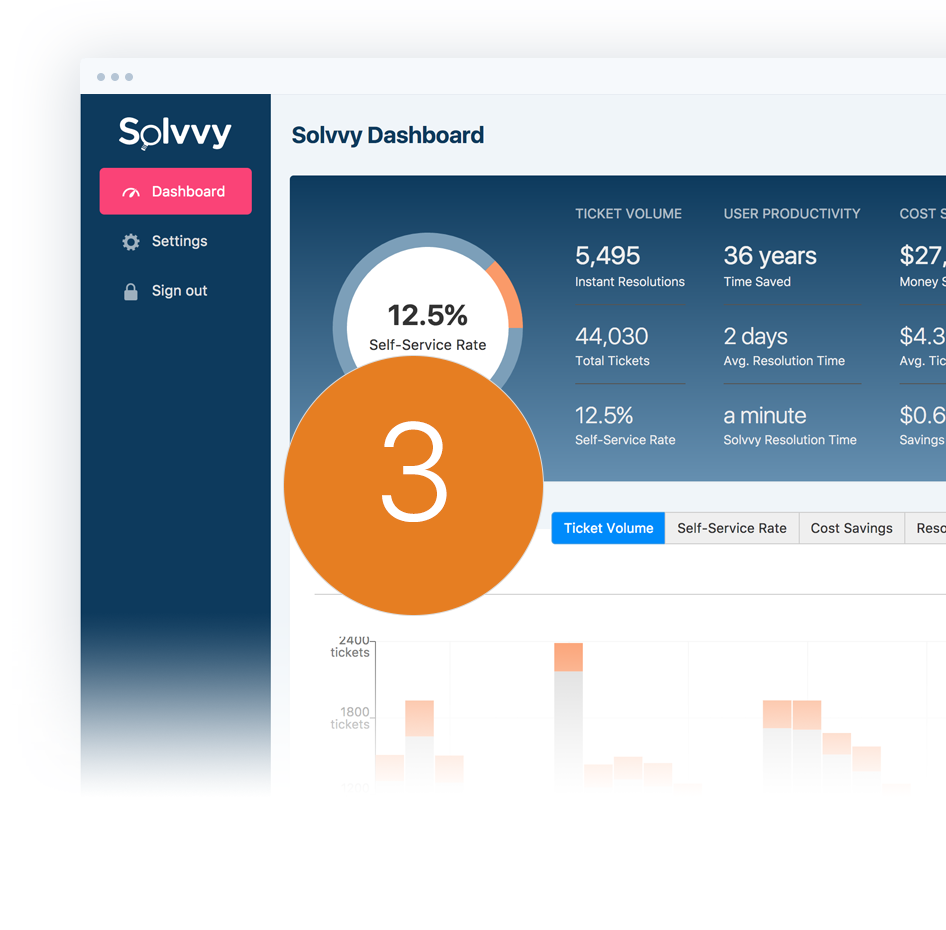 Solvvy
Solvvy Dashboard
Dashboard
Settings
Sign out
12.5%
Self-Service Rate
3
TICKET VOLUME
5,495
Instant Resolutions
44,030
Total Tickets
12.5%
Self-Service Rate
USER PRODUCTIVITY
36 years
Time Saved
2 days
Avg. Resolution Time
a minute
Solvvy Resolution Time
COST S
$27,
Money S
$4.3
Avg. Tic
$0.6
Savings
Ticket Volume
Self-Service Rate
Cost Savings
Reso
2400
tickets
1800
tickets
1200